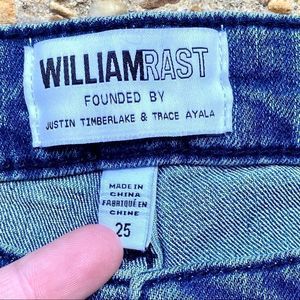 WILLIAMRAST
FOUNDED BY
JUSTIN TIMBERLAKE & TRACE AYALA
MADE IN
CHINA
FABRIQUÉ EN
CHINE
25